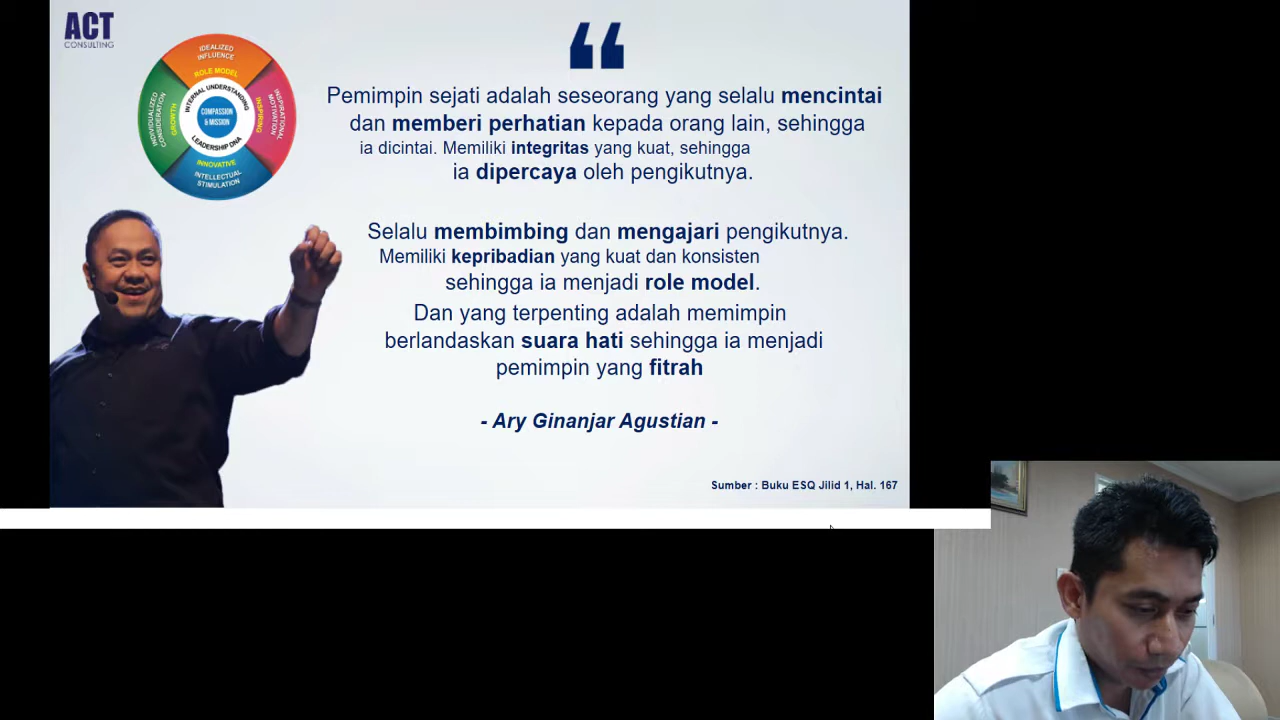 ACT
CONSULTING
IDEALIZED
INFLUENCE
ROLE MODEL
INTERNAL UNDERSTANDING
INDIVIDUALIZED
CONSIDERATION
GROWTH
COMPASSION
& MISSION
INSPIRING
INSPIRATIONAL
MOTIVATION
LEADERSHIP DNA
INNOVATIVE
INTELLECTUAL
STIMULATION
“
Pemimpin sejati adalah seseorang yang selalu mencintai
dan memberi perhatian kepada orang lain, sehingga
ia dicintai. Memiliki integritas yang kuat, sehingga
ia dipercaya oleh pengikutnya.
Selalu membimbing dan mengajari pengikutnya.
Memiliki kepribadian yang kuat dan konsisten
sehingga ia menjadi role model.
Dan yang terpenting adalah memimpin
berlandaskan suara hati sehingga ia menjadi
pemimpin yang fitrah
- Ary Ginanjar Agustian -
Sumber : Buku ESQ Jilid 1, Hal. 167